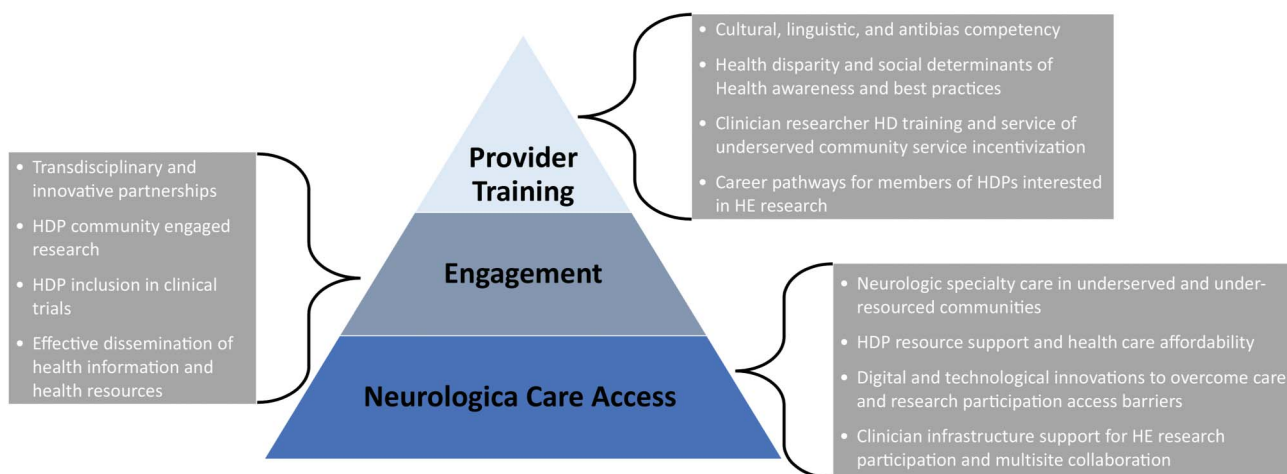 • Cultural, linguistic, and antibias competency
• Health disparity and social determinants of
Health awareness and best practices
• Clinician researcher HD training and service of
underserved community service incentivization
• Career pathways for members of HDPs interested
in HE research
Provider
Training
• Transdisciplinary and
innovative partnerships
• HDP community engaged
research
• HDP inclusion in clinical
trials
• Effective dissemination of
health information and
health resources
Engagement
• Neurologic specialty care in underserved and under-
resourced communities
• HDP resource support and health care affordability
• Digital and technological innovations to overcome care
and research participation access barriers
• Clinician infrastructure support for HE research
participation and multisite collaboration
Neurologica Care Access